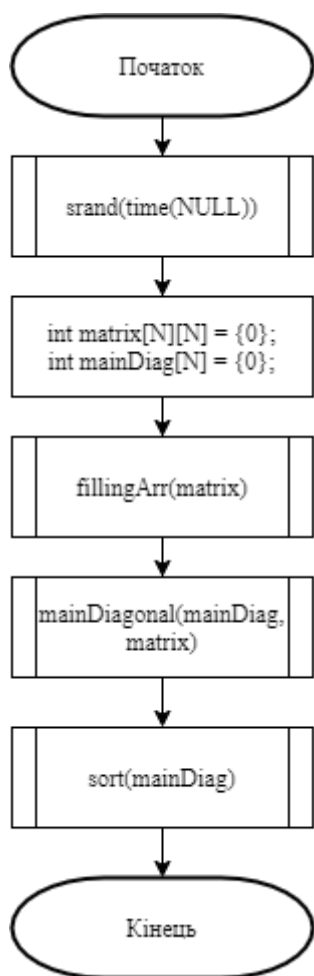 Початок
srand(time(NULL))
int matrix[N][N] = {0};
int mainDiag[N] = {0};
fillingArr(matrix)
mainDiagonal(mainDiag,
matrix)
sort(mainDiag)
Кінець